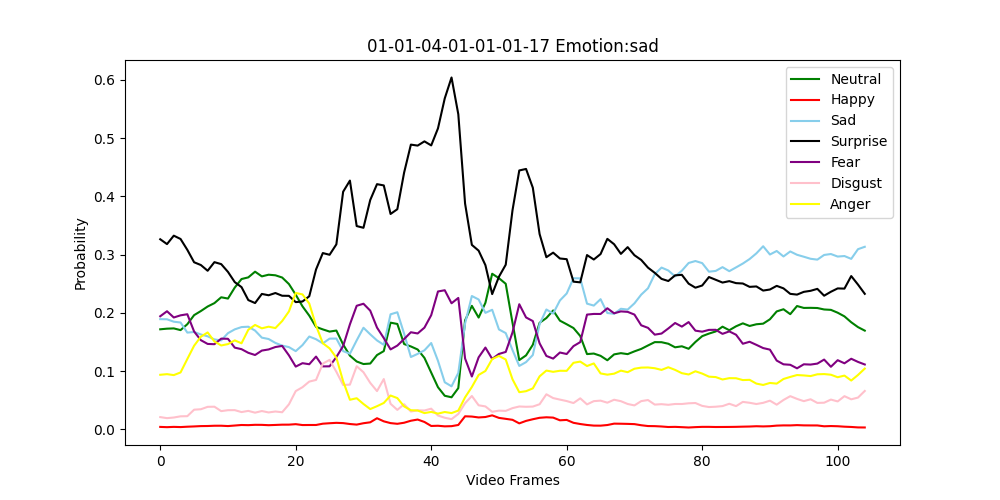 01-01-04-01-01-01-17 Emotion:sad
Neutral
Happy
Sad
Surprise
Fear
Disgust
Anger
Probability
0.6
0.5
0.4
0.3
0.2
0.1
0.0
0 20 40 60 80 100
Video Frames